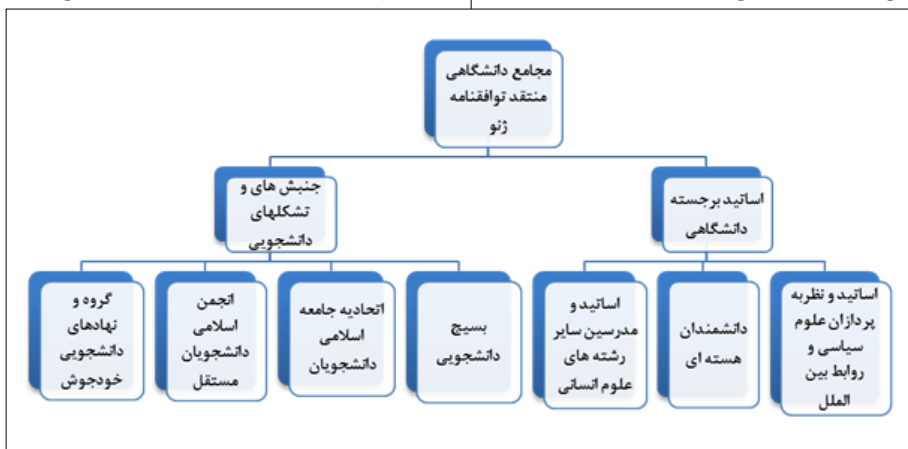 مجامع دانشگاهی
منتقد توافقنامه
ژنو
اساتید برجسته
دانشگاهی
جنبش های و
تشکلهای
دانشجویی
اساتید و نظریه
پردازان علوم
سیاسی و
روابط بین
الملل
دانشمندان
هسته ای
اساتید و
مدرسین سایر
رشته های
علوم انسانی
بسیج
دانشجویی
اتحادیه جامعه
اسلامی
دانشجویان
انجمن
اسلامی
دانشجویان
مستقل
گروه و
نهادهای
دانشجویی
خودجوش